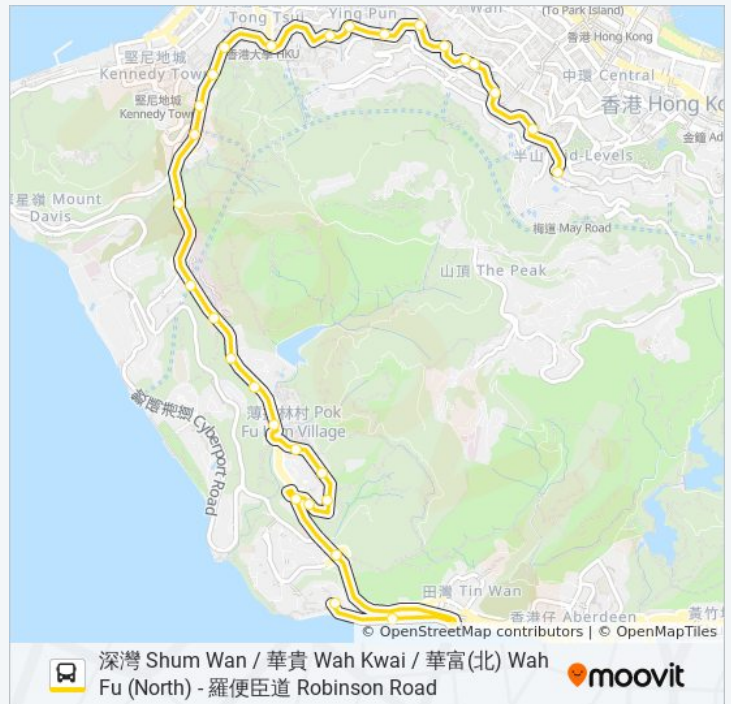 Tong Tsui
Ying Pun
Wan
(To Park Island)
堅尼地城
Kennedy Town
香港大學 HKU
香港 Hong Kong
中環 Central
堅尼地城
Kennedy Town
香港 Hong Ko
金鐘 Ad
半山 Mid-Levels
Mount
Davis
梅道 May Road
山頂 The Peak
數碼港道 Cyberport Road
薄扶林村 Pok
Fu Lam Village
田灣 Tin Wan
香港仔 Aberdeen
黃竹
© OpenStreetMap contributors | © OpenMapTiles
深灣 Shum Wan / 華貴 Wah Kwai / 華富(北) Wah
Fu (North) - 羅便臣道 Robinson Road
moovit